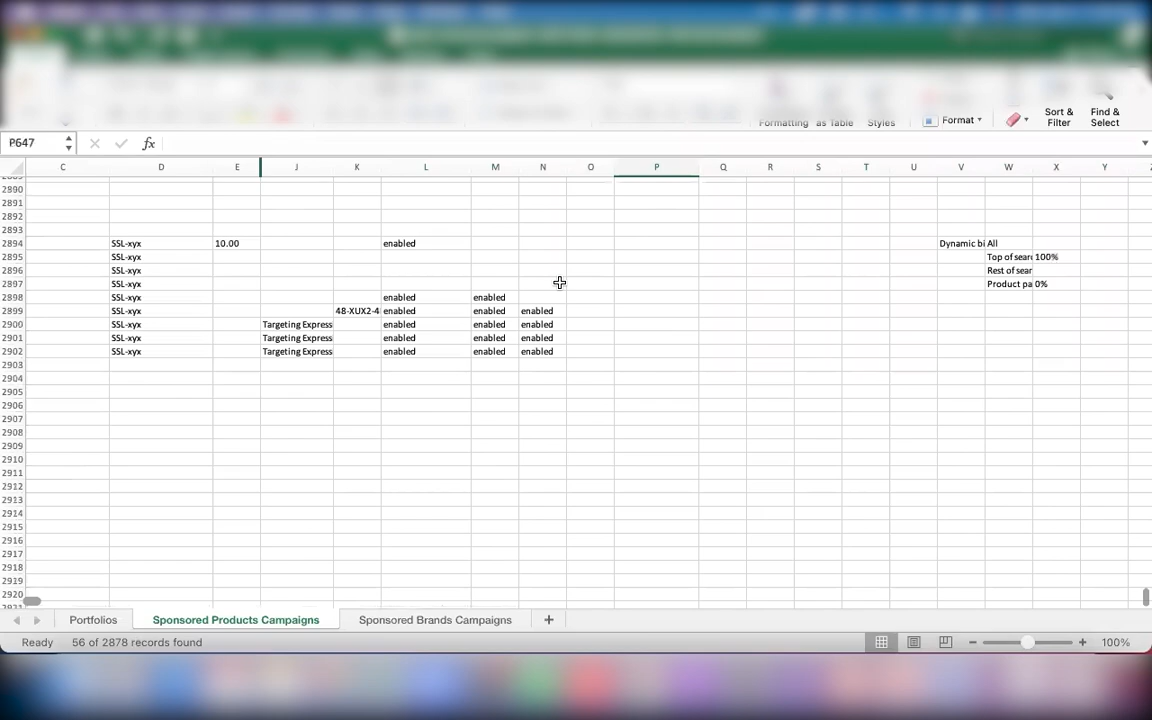 Formatting as Table Styles Format Sort & Filter Find & Select
P647 fx
C D E J K L M N O P Q R S T U V W X Y Z
2889
2890
2891
2892
2893
2894 SSL-xyx 10.00 enabled Dynamic bi All
2895 SSL-xyx Top of sear 100%
2896 SSL-xyx Rest of sear
2897 SSL-xyx Product pa 0%
2898 SSL-xyx enabled enabled
2899 SSL-xyx 48-XUX2-4 enabled enabled enabled
2900 SSL-xyx Targeting Express enabled enabled enabled
2901 SSL-xyx Targeting Express enabled enabled enabled
2902 SSL-xyx Targeting Express enabled enabled enabled
2903
2904
2905
2906
2907
2908
2909
2910
2911
2912
2913
2914
2915
2916
2917
2918
2919
2920
2921
Portfolios Sponsored Products Campaigns Sponsored Brands Campaigns +
Ready 56 of 2878 records found 100%